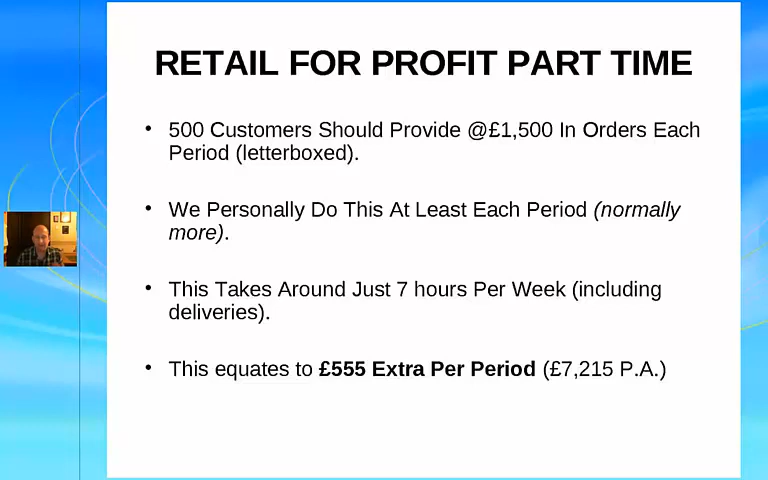 RETAIL FOR PROFIT PART TIME
• 500 Customers Should Provide @£1,500 In Orders Each
Period (letterboxed).
• We Personally Do This At Least Each Period (normally
more).
• This Takes Around Just 7 hours Per Week (including
deliveries).
• This equates to £555 Extra Per Period (£7,215 P.A.)